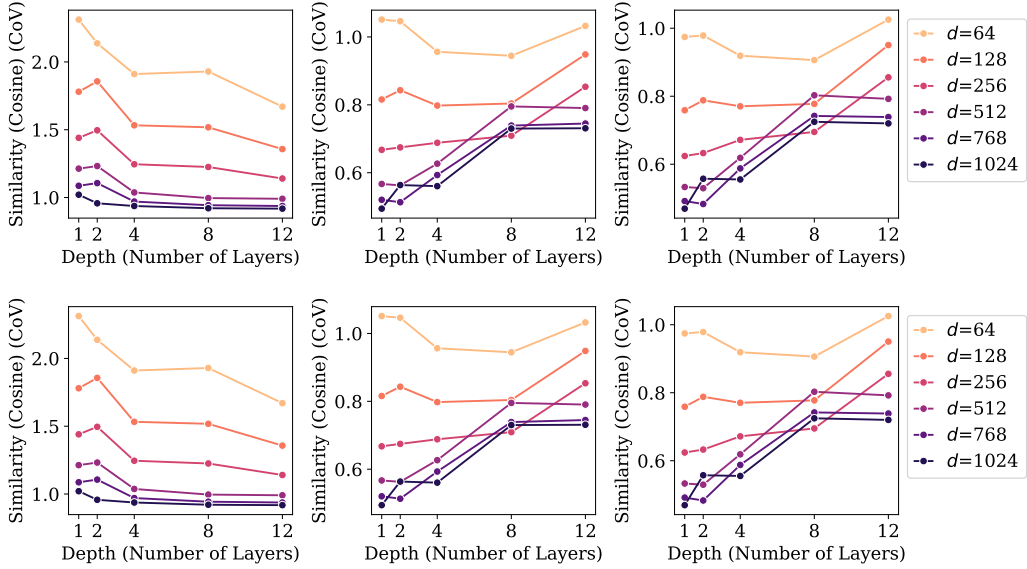 Similarity (Cosine) (CoV)
2.0
1.5
1.0
1 2 4 8 12
Depth (Number of Layers)
Similarity (Cosine) (CoV)
1.0
0.8
0.6
1 2 4 8 12
Depth (Number of Layers)
Similarity (Cosine) (CoV)
1.0
0.8
0.6
1 2 4 8 12
Depth (Number of Layers)
d=64
d=128
d=256
d=512
d=768
d=1024
Similarity (Cosine) (CoV)
2.0
1.5
1.0
1 2 4 8 12
Depth (Number of Layers)
Similarity (Cosine) (CoV)
1.0
0.8
0.6
1 2 4 8 12
Depth (Number of Layers)
Similarity (Cosine) (CoV)
1.0
0.8
0.6
1 2 4 8 12
Depth (Number of Layers)
d=64
d=128
d=256
d=512
d=768
d=1024